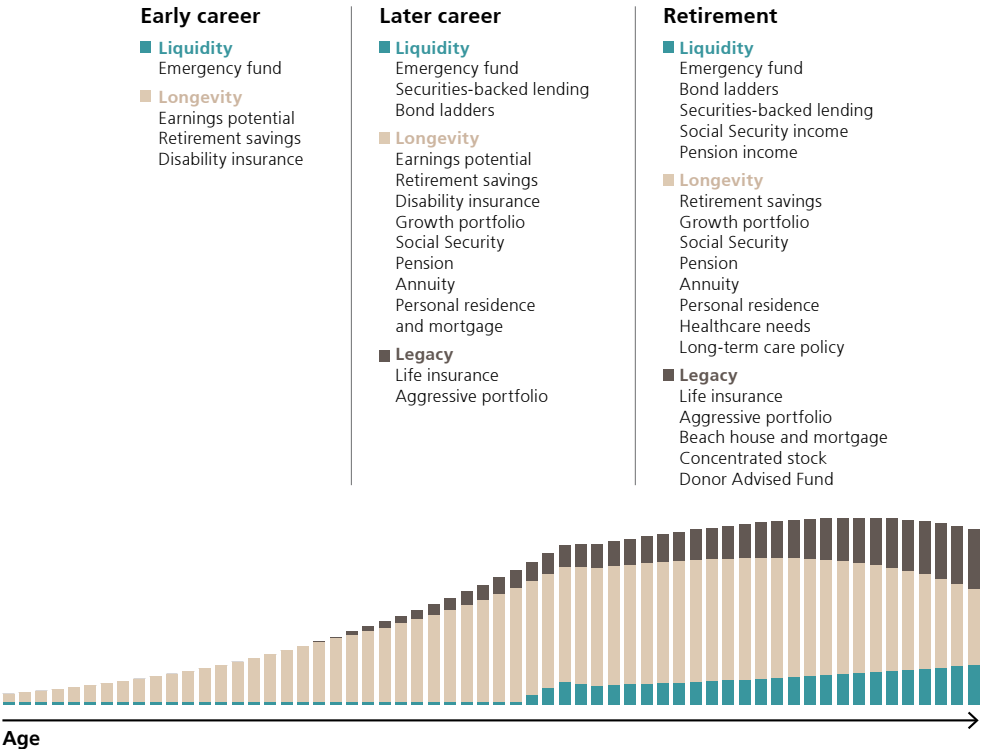 Early career
Liquidity
Emergency fund
Longevity
Earnings potential
Retirement savings
Disability insurance
Later career
Liquidity
Emergency fund
Securities-backed lending
Bond ladders
Longevity
Earnings potential
Retirement savings
Disability insurance
Growth portfolio
Social Security
Pension
Annuity
Personal residence
and mortgage
Legacy
Life insurance
Aggressive portfolio
Retirement
Liquidity
Emergency fund
Bond ladders
Securities-backed lending
Social Security income
Pension income
Longevity
Retirement savings
Growth portfolio
Social Security
Pension
Annuity
Personal residence
Healthcare needs
Long-term care policy
Legacy
Life insurance
Aggressive portfolio
Beach house and mortgage
Concentrated stock
Donor Advised Fund
Age